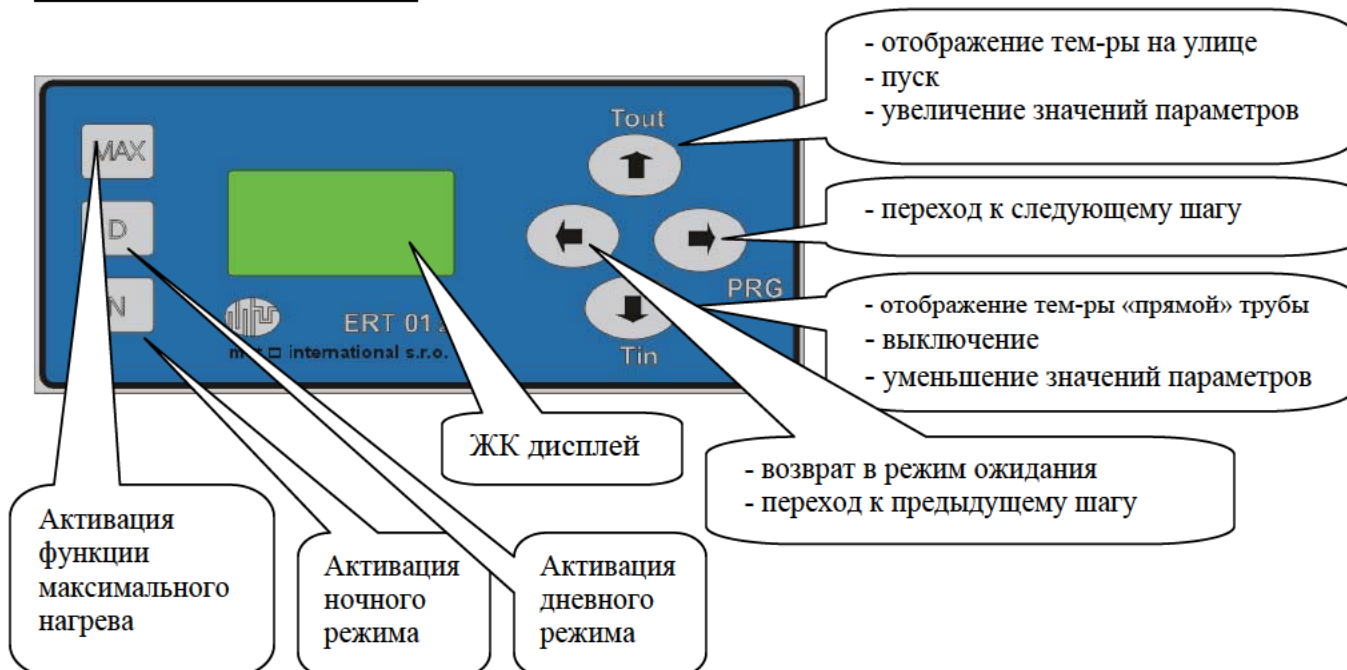 - отображение тем-ры на улице
- пуск
- увеличение значений параметров
Tout
MAX
- переход к следующему шагу
D
PRG
- отображение тем-ры «прямой» трубы
- выключение
- уменьшение значений параметров
N
ERT 01
international s.r.o.
Tin
ЖК дисплей
- возврат в режим ожидания
- переход к предыдущему шагу
Активация
функции
максимального
нагрева
Активация
ночного
режима
Активация
дневного
режима